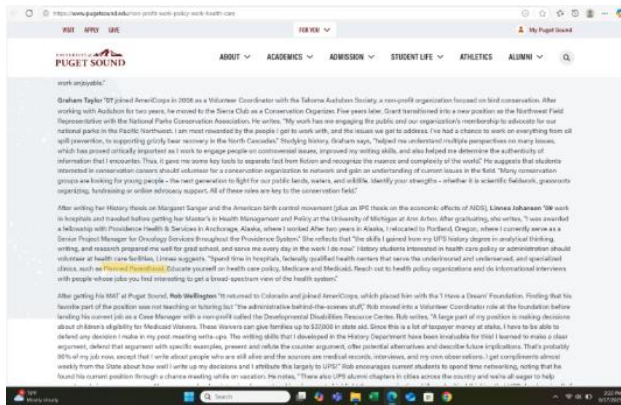 https://www.pugetsound.edu/non-profit-work-policy-work-health-care
VISIT APPLY GIVE FOR YOU My Puget Sound
UNIVERSITY of
PUGET SOUND
ABOUT ACADEMICS ADMISSION STUDENT LIFE ATHLETICS ALUMNI
work enjoyable."
Graham Taylor '07 joined AmeriCorps in 2008 as a Volunteer Coordinator with the Tahoma Audubon Society, a non-profit organization focused on bird conservation. After
working with Audubon for two years, he moved to the Sierra Club as a Conservation Organizer. Five years later, Grant transitioned into a new position as the Northwest Field
Representative with the National Parks Conservation Association. He writes, "My work has me engaging the public and our organization's membership to advocate for our
national parks in the Pacific Northwest. I am most rewarded by the people I get to work with, and the issues we get to address. I've had a chance to work on everything from oil
spill prevention, to supporting grizzly bear recovery in the North Cascades." Studying history, Graham says, "helped me understand multiple perspectives on many issues,
which has proved critically important as I work to engage people on controversial issues, improved my writing skills, and also helped me determine the authenticity of
information that I encounter. Thus, it gave me some key tools to separate fact from fiction and recognize the nuance and complexity of the world." He suggests that students
interested in conservation careers should volunteer for a conservation organization to network and gain an understanding of current issues in the field. "Many conservation
groups are looking for young people - the next generation to fight for our public lands, waters, and wildlife. Identify your strengths - whether it is scientific fieldwork, grassroots
organizing, fundraising or online advocacy support. All of these roles are key to the conservation field."
After writing her History thesis on Margaret Sanger and the American birth control movement (plus an IPE thesis on the economic effects of AIDS), Linnea Johanson '09 work
in hospitals and traveled before getting her Master's in Health Management and Policy at the University of Michigan at Ann Arbor. After graduating, she writes, "I was awarded
a fellowship with Providence Health & Services in Anchorage, Alaska, where I worked After two years in Alaska, I relocated to Portland, Oregon, where I currently serve as a
Senior Project Manager for Oncology Services throughout the Providence System." She reflects that "the skills I gained from my UPS history degree in analytical thinking,
writing, and research prepared me well for grad school, and serve me every day in the work I do now." History students interested in health care policy or administration should
volunteer at health care facilities, Linnea suggests. "Spend time in hospitals, federally qualified health centers that serve the underinsured and underserved, and specialized
clinics, such as Planned Parenthood. Educate yourself on health care policy, Medicare and Medicaid. Reach out to health policy organizations and do informational interviews
with people whose jobs you find interesting to get a broad-spectrum view of the health system."
After getting his MAT at Puget Sound, Rob Wellington returned to Colorado and joined AmeriCorps, which placed him with the 'I Have a Dream' Foundation. Finding that his
favorite part of the position was not teaching or tutoring but "the administrative behind-the-scenes stuff," Rob moved into a Volunteer Coordinator role at the foundation before
landing his current job as a Case Manager with a non-profit called the Developmental Disabilities Resource Center. Rob writes, "A large part of my position is making decisions
about children's eligibility for Medicaid Waivers. These Waivers can give families up to in state aid. Since this is a lot of taxpayer money at stake, I have to be able to
defend any decision I make in my post-meeting write-ups. The writing skills that I developed in the History Department have been invaluable for this! I learned to make a clear
argument, defend that argument with specific examples, present and refute the counter argument, offer potential alternatives and describe future implications. That's probably
of my job now, except that I write about people who are still alive and the sources are medical records, interviews, and my own observations. I get compliments almost
weekly from the State about how well I write up my decisions and I attribute this largely to UPS!" Rob encourages current students to spend time networking, noting that he
found his current position through a chance meeting while on vacation. He notes, "There also UPS alumni chapters in cities across the country and we're all eager to help
Search